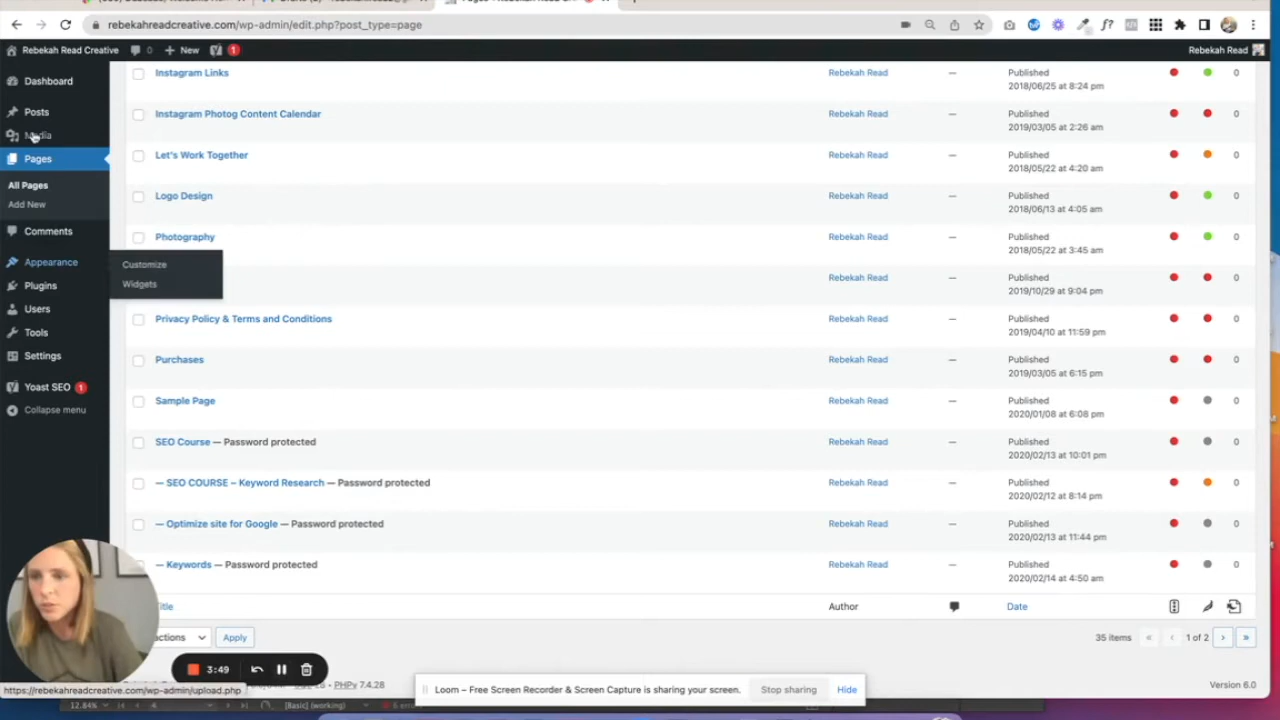 rebekahreadcreative.com/wp-admin/edit.php?post_type=page
Rebekah Read Creative 0 New 1 Rebekah Read
Dashboard
Posts
Media
Pages
All Pages
Add New
Comments
Appearance
Customize
Widgets
Plugins
Users
Tools
Settings
Yoast SEO 1
Collapse menu
Instagram Links Rebekah Read — Published 0
2018/06/25 at 8:24 pm
Instagram Photog Content Calendar Rebekah Read — Published 0
2019/03/05 at 2:26 am
Let's Work Together Rebekah Read — Published 0
2018/05/22 at 4:20 am
Logo Design Rebekah Read — Published 0
2018/06/13 at 4:05 am
Photography Rebekah Read — Published 0
2018/05/22 at 3:45 am
Rebekah Read — Published 0
2019/10/29 at 9:04 pm
Privacy Policy & Terms and Conditions Rebekah Read — Published 0
2019/04/10 at 11:59 pm
Purchases Rebekah Read — Published 0
2019/03/05 at 6:15 pm
Sample Page Rebekah Read — Published 0
2020/01/08 at 6:08 pm
SEO Course — Password protected Rebekah Read — Published 0
2020/02/13 at 10:01 pm
— SEO COURSE – Keyword Research — Password protected Rebekah Read — Published 0
2020/02/12 at 8:14 pm
— Optimize site for Google — Password protected Rebekah Read — Published 0
2020/02/13 at 11:44 pm
— Keywords — Password protected Rebekah Read — Published 0
2020/02/14 at 4:50 am
Title Author Date
Apply 35 items « ‹ 1 of 2 › »
3:49
https://rebekahreadcreative.com/wp-admin/upload.php
PHPv 7.4.28
Loom – Free Screen Recorder & Screen Capture is sharing your screen. Stop sharing Hide
Version 6.0
12.84% [Basic] (working)